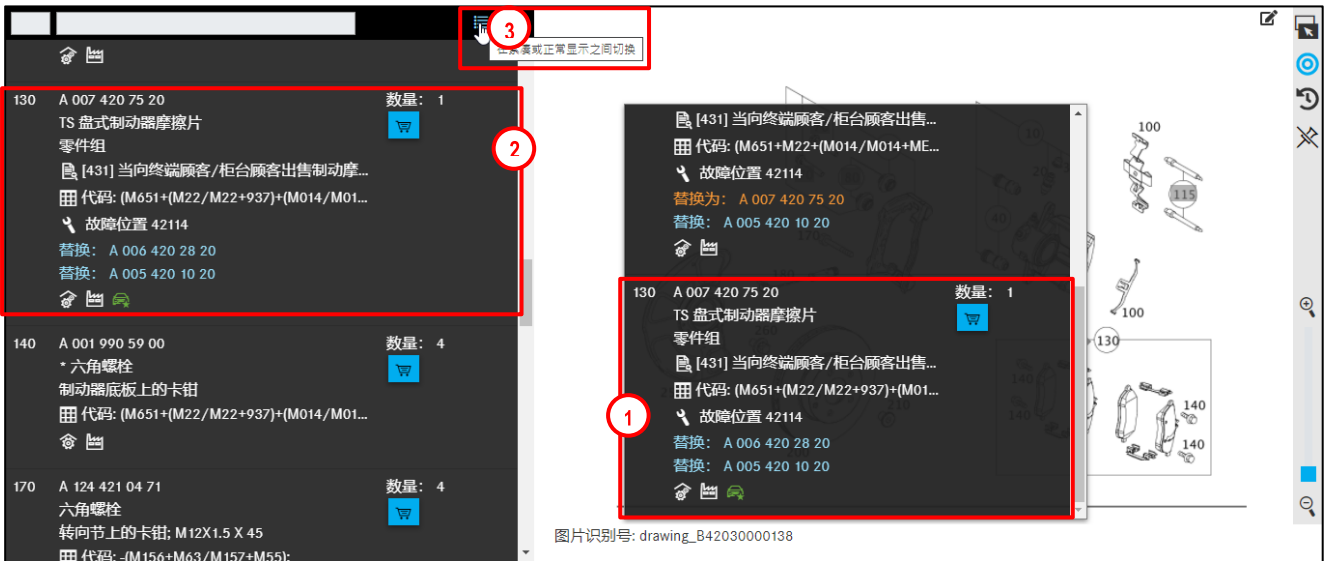 3
在紧凑或正常显示之间切换
130 A 007 420 75 20 数量: 1
TS 盘式制动器摩擦片
零件组
[431] 当向终端顾客/柜台顾客出售制动摩...
代码: (M651+(M22/M22+937)+(M014/M01...
故障位置 42114
替换: A 006 420 28 20
替换: A 005 420 10 20
2
140 A 001 990 59 00 数量: 4
* 六角螺栓
制动器底板上的卡钳
代码: (M651+(M22/M22+937)+(M014/M01...
170 A 124 421 04 71 数量: 4
六角螺栓
转向节上的卡钳; M12X1.5 X 45
代码: -(M156+M63/M157+M55);
[431] 当向终端顾客/柜台顾客出售...
代码: (M651+M22+(M014/M014+ME...
故障位置 42114
替换为: A 007 420 75 20
替换: A 005 420 10 20
130 A 007 420 75 20 数量: 1
TS 盘式制动器摩擦片
零件组
[431] 当向终端顾客/柜台顾客出售...
代码: (M651+(M22/M22+937)+(M01...
故障位置 42114
替换: A 006 420 28 20
替换: A 005 420 10 20
1
10
20
40
170
180
260
210
200
100
115
100
130
140
140
140
140
图片识别号: drawing_B42030000138